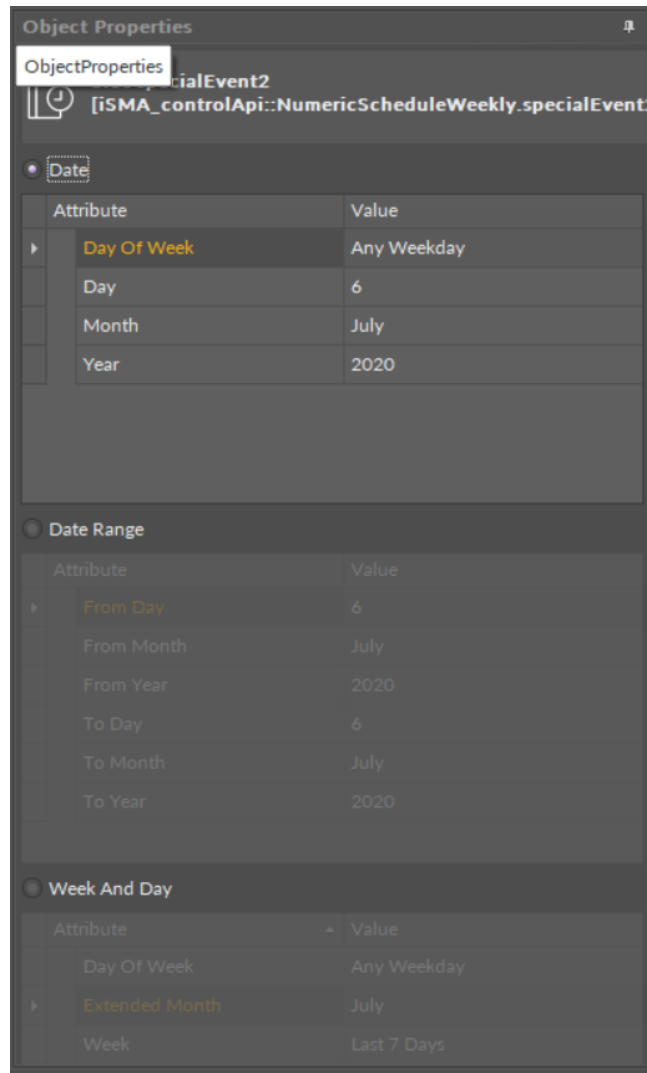 Object Properties
ObjectProperties
cialEvent2
[iSMA_controlApi::NumericScheduleWeekly.specialEvent
Date
Attribute Value
Day Of Week Any Weekday
Day 6
Month July
Year 2020
Date Range
Attribute Value
From Day 6
From Month July
From Year 2020
To Day 6
To Month July
To Year 2020
Week And Day
Attribute Value
Day Of Week Any Weekday
Extended Month July
Week Last 7 Days